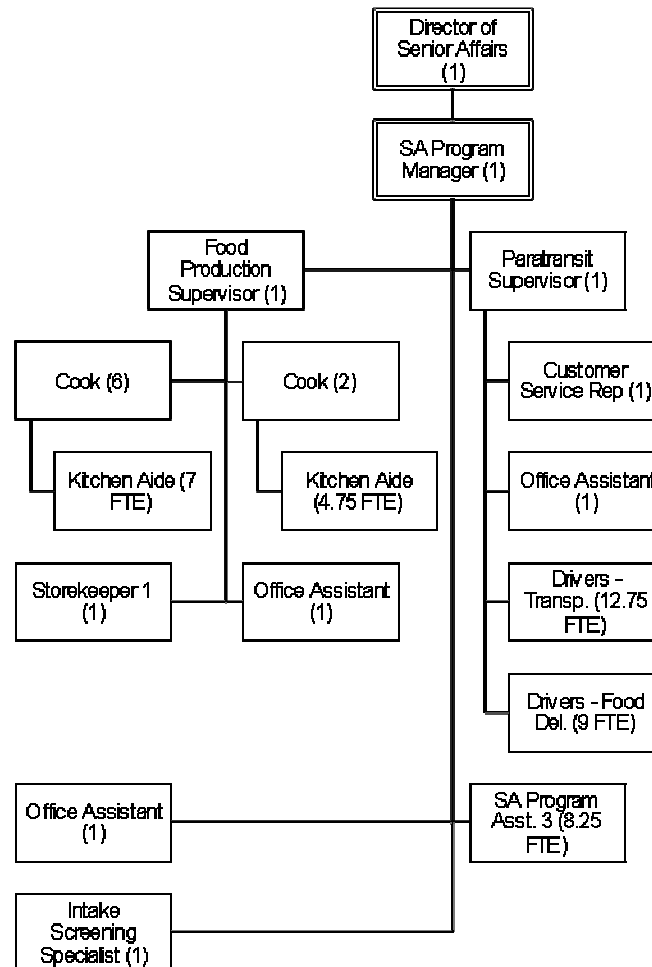 Director of
Senior Affairs
(1)
SA Program
Manager (1)
Food
Production
Supervisor (1)
Paratransit
Supervisor (1)
Cook (6)
Cook (2)
Customer
Service Rep (1)
Kitchen Aide (7
FTE)
Kitchen Aide
(4.75 FTE)
Office Assistant
(1)
Storekeeper 1
(1)
Office Assistant
(1)
Drivers -
Transp. (12.75
FTE)
Drivers - Food
Del. (9 FTE)
Office Assistant
(1)
SA Program
Asst. 3 (8.25
FTE)
Intake
Screening
Specialist (1)